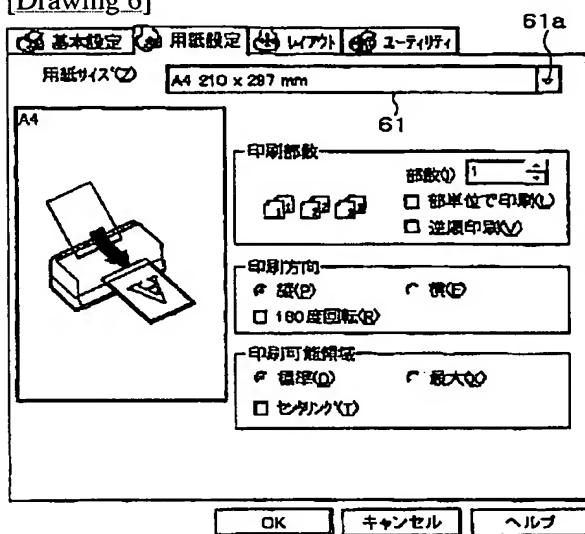 [Drawing 6]
61a
基本設定 用紙設定 レイアウト ユーティリティ
用紙サイズ(Z) A4 210 x 297 mm
61
A4
印刷部数
部数(I) 1
部単位で印刷(L)
逆順印刷(V)
印刷方向
縦(P) 横(E)
180度回転(R)
印刷可能領域
標準(D) 最大(X)
センタリング(T)
OK キャンセル ヘルプ